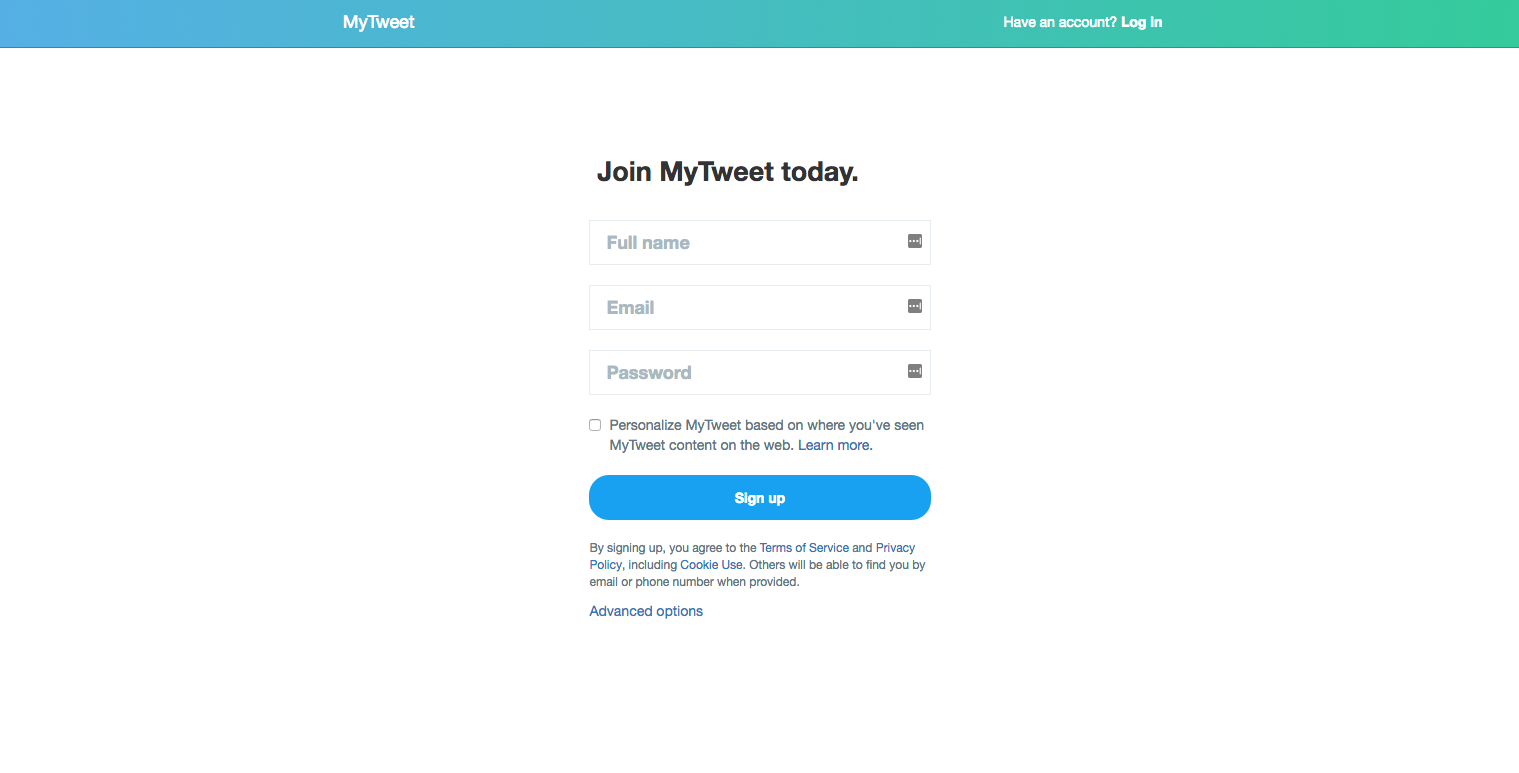 MyTweet
Have an account? Log in
Join MyTweet today.
Full name
Email
Password
Personalize MyTweet based on where you've seen
MyTweet content on the web. Learn more.
Sign up
By signing up, you agree to the Terms of Service and Privacy
Policy, including Cookie Use. Others will be able to find you by
email or phone number when provided.
Advanced options